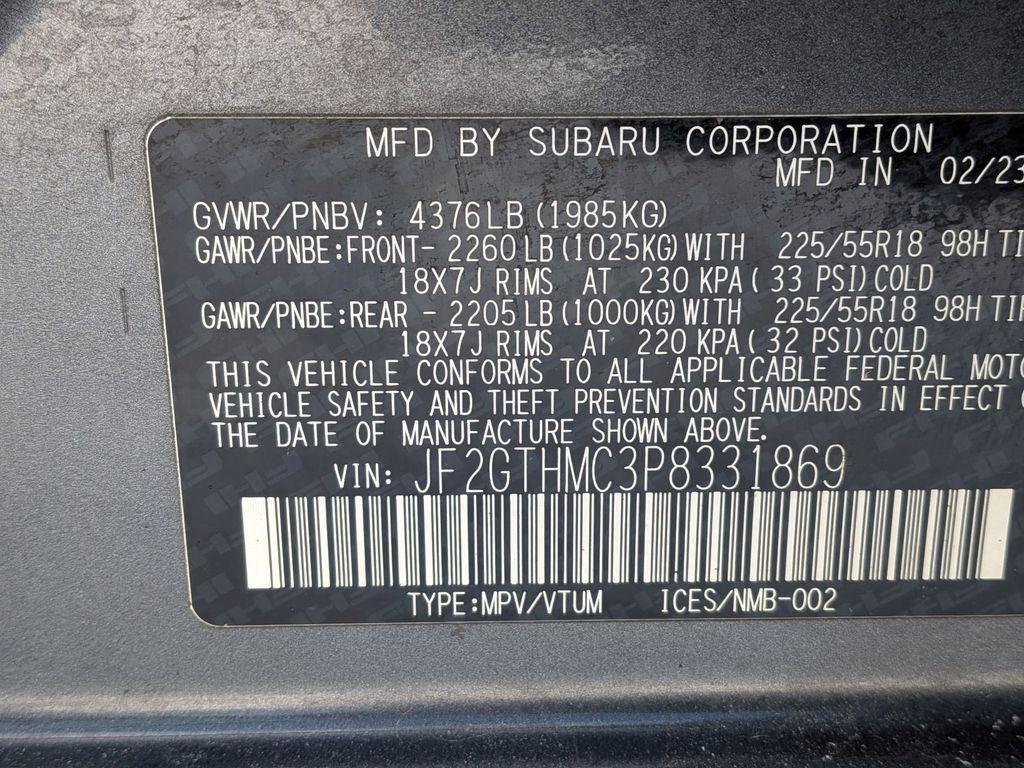 MFD BY SUBARU CORPORATION
MFD IN 02/23
GVWR/PNBV: 4376LB (1985KG)
GAWR/PNBE:FRONT- 2260 LB (1025KG) WITH 225/55R18 98H
18X7J RIMS AT 230 KPA ( 33 PSI) COLD
GAWR/PNBE:REAR - 2205 LB (1000KG) WITH 225/55R18 98H
18X7J RIMS AT 220 KPA ( 32 PSI) COLD
THIS VEHICLE CONFORMS TO ALL APPLICABLE FEDERAL
VEHICLE SAFETY AND THEFT PREVENTION STANDARDS IN EFFECT
THE DATE OF MANUFACTURE SHOWN ABOVE.
VIN: JF2GTHMC3P8331869
TYPE:MPV/VTUM ICES/NMB-002